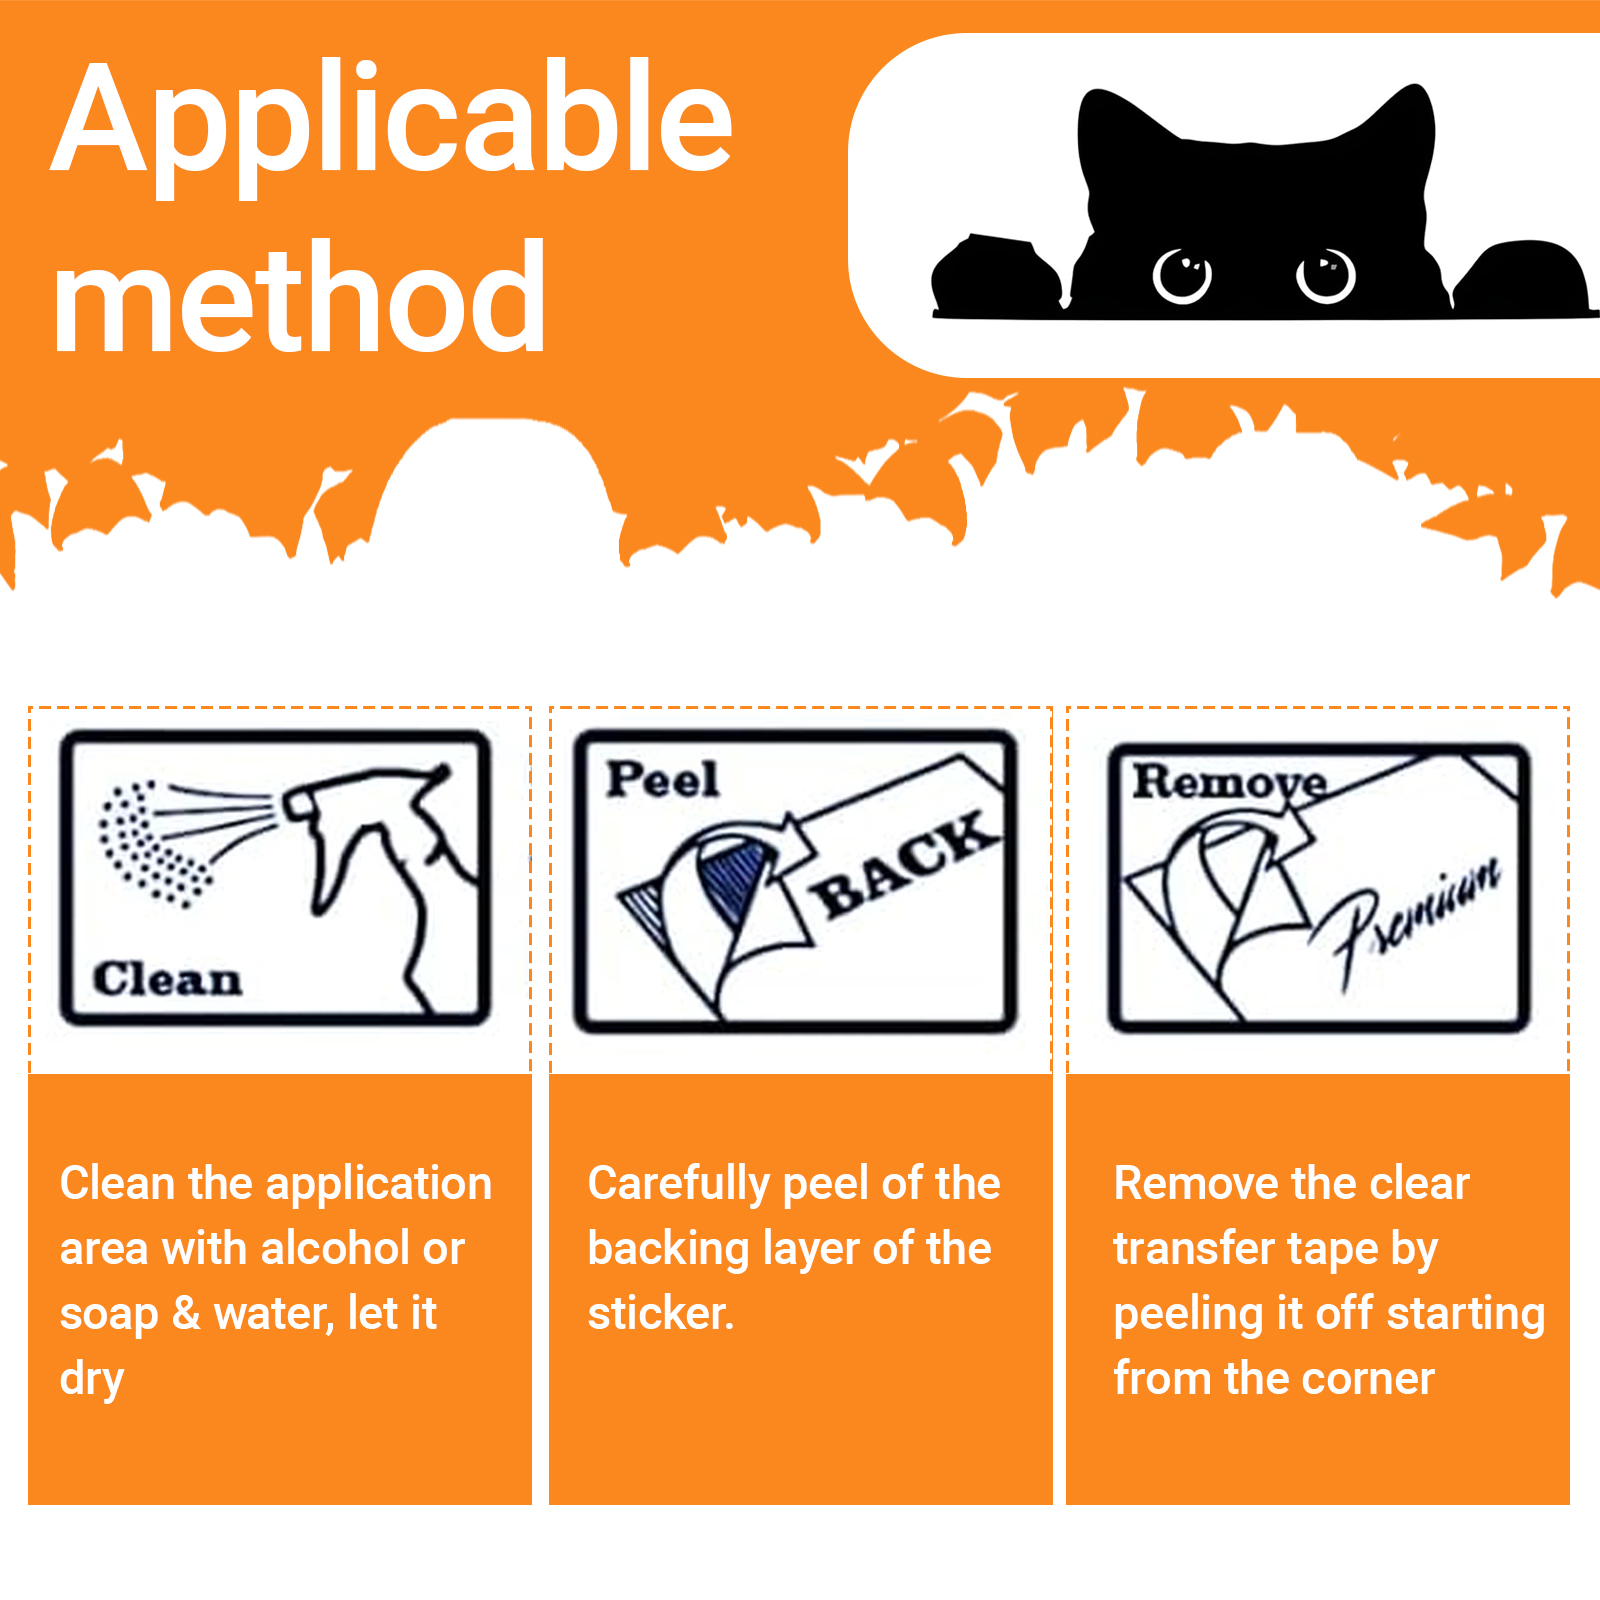 Applicable
method
Clean
Peel
BACK
Remove
Premium
Clean the application
area with alcohol or
soap & water, let it
dry
Carefully peel of the
backing layer of the
sticker.
Remove the clear
transfer tape by
peeling it off starting
from the corner